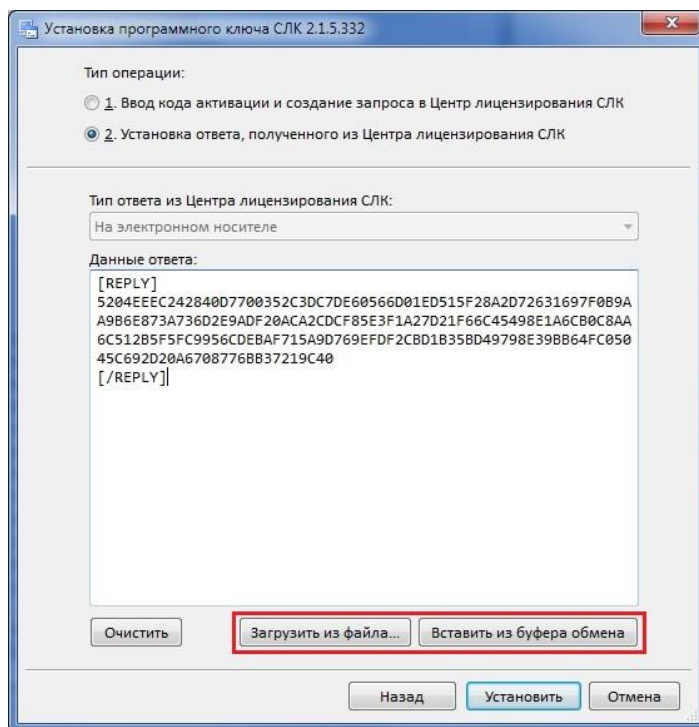 Установка программного ключа СЛК 2.1.5.332
Тип операции:
1. Ввод кода активации и создание запроса в Центр лицензирования СЛК
2. Установка ответа, полученного из Центра лицензирования СЛК
Тип ответа из Центра лицензирования СЛК:
На электронном носителе
Данные ответа:
[REPLY]
5204EEEC242840D7700352C3DC7DE60566D01ED515F28A2D72631697F0B9A
A9B6E873A736D2E9ADF20ACA2CDCF85E3F1A27D21F66C45498E1A6CB0C8AA
6C512B5F5FC9956CDEBAF715A9D769EFDF2CBD1B35BD49798E39BB64FC050
45C692D20A6708776BB37219C40
[/REPLY]
Очистить
Загрузить из файла...
Вставить из буфера обмена
Назад
Установить
Отмена